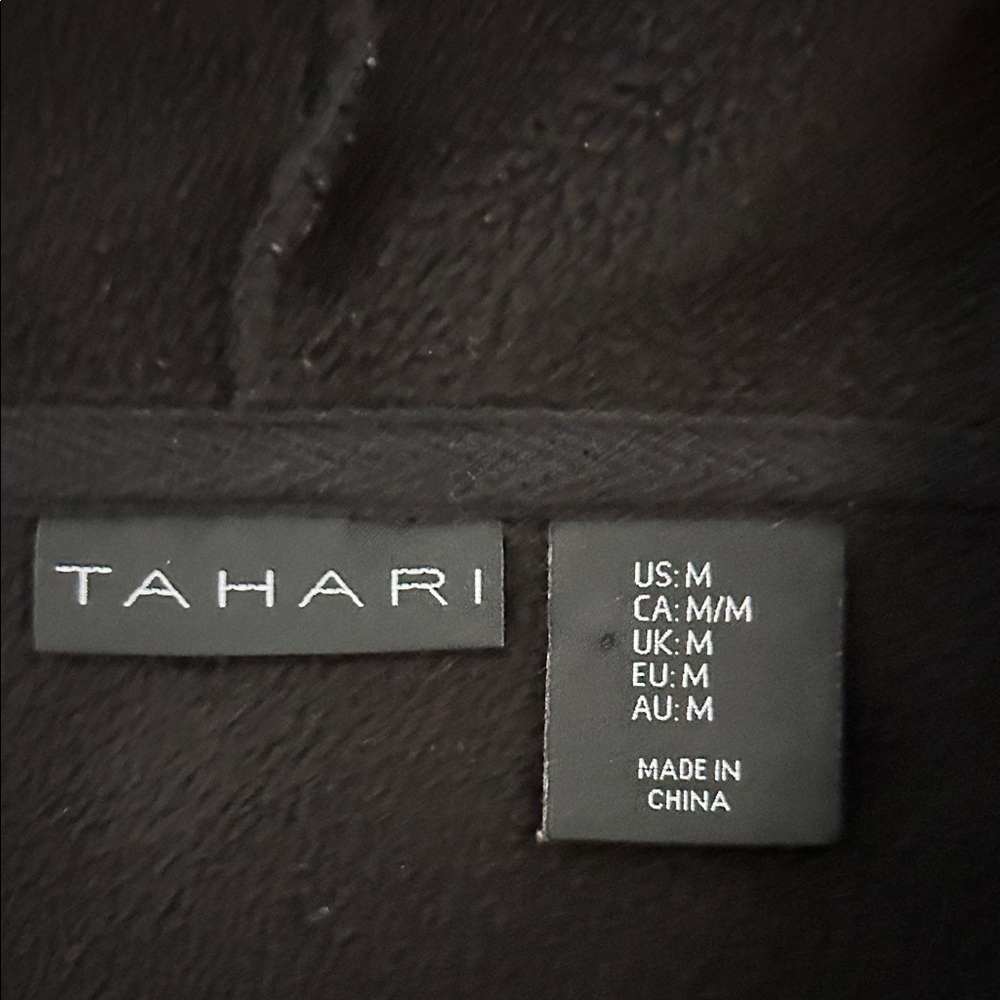 TAHARI
US: M
CA: M/M
UK: M
EU: M
AU: M
MADE IN
CHINA